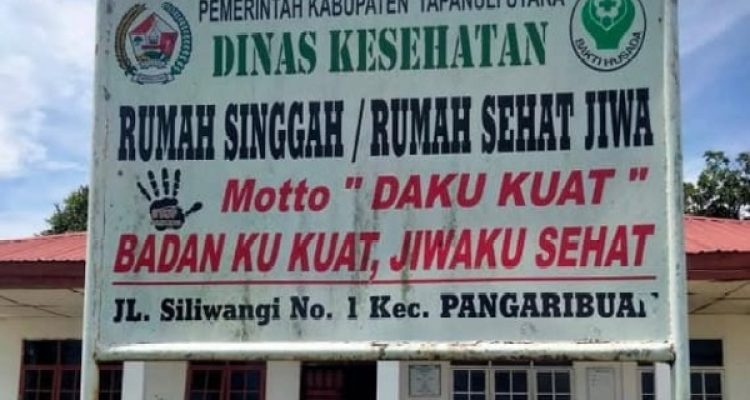 PEMERINTAH KABUPATEN TAPANULI UTARA
DINAS KESEHATAN
BAKTI HUSADA
RUMAH SINGGAH / RUMAH SEHAT JIWA
STOP
Motto " DAKU KUAT "
BADAN KU KUAT, JIWAKU SEHAT
JL. Siliwangi No. 1 Kec. PANGARIBUAN